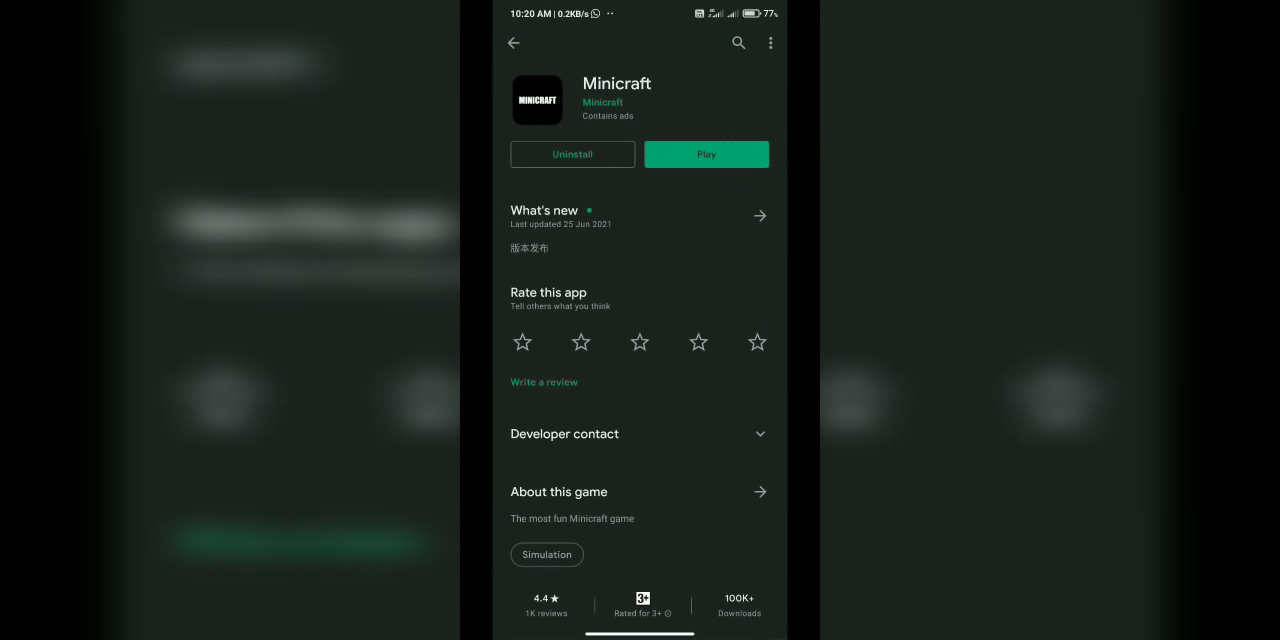 10:20 AM | 0.2KB/s
4G
77%
MINICRAFT
Minicraft
Minicraft
Contains ads
Uninstall
Play
What's new
Last updated 25 Jun 2021
版本发布
Rate this app
Tell others what you think
Write a review
Developer contact
About this game
The most fun Minicraft game
Simulation
4.4★
1K reviews
3+
Rated for 3+
100K+
Downloads